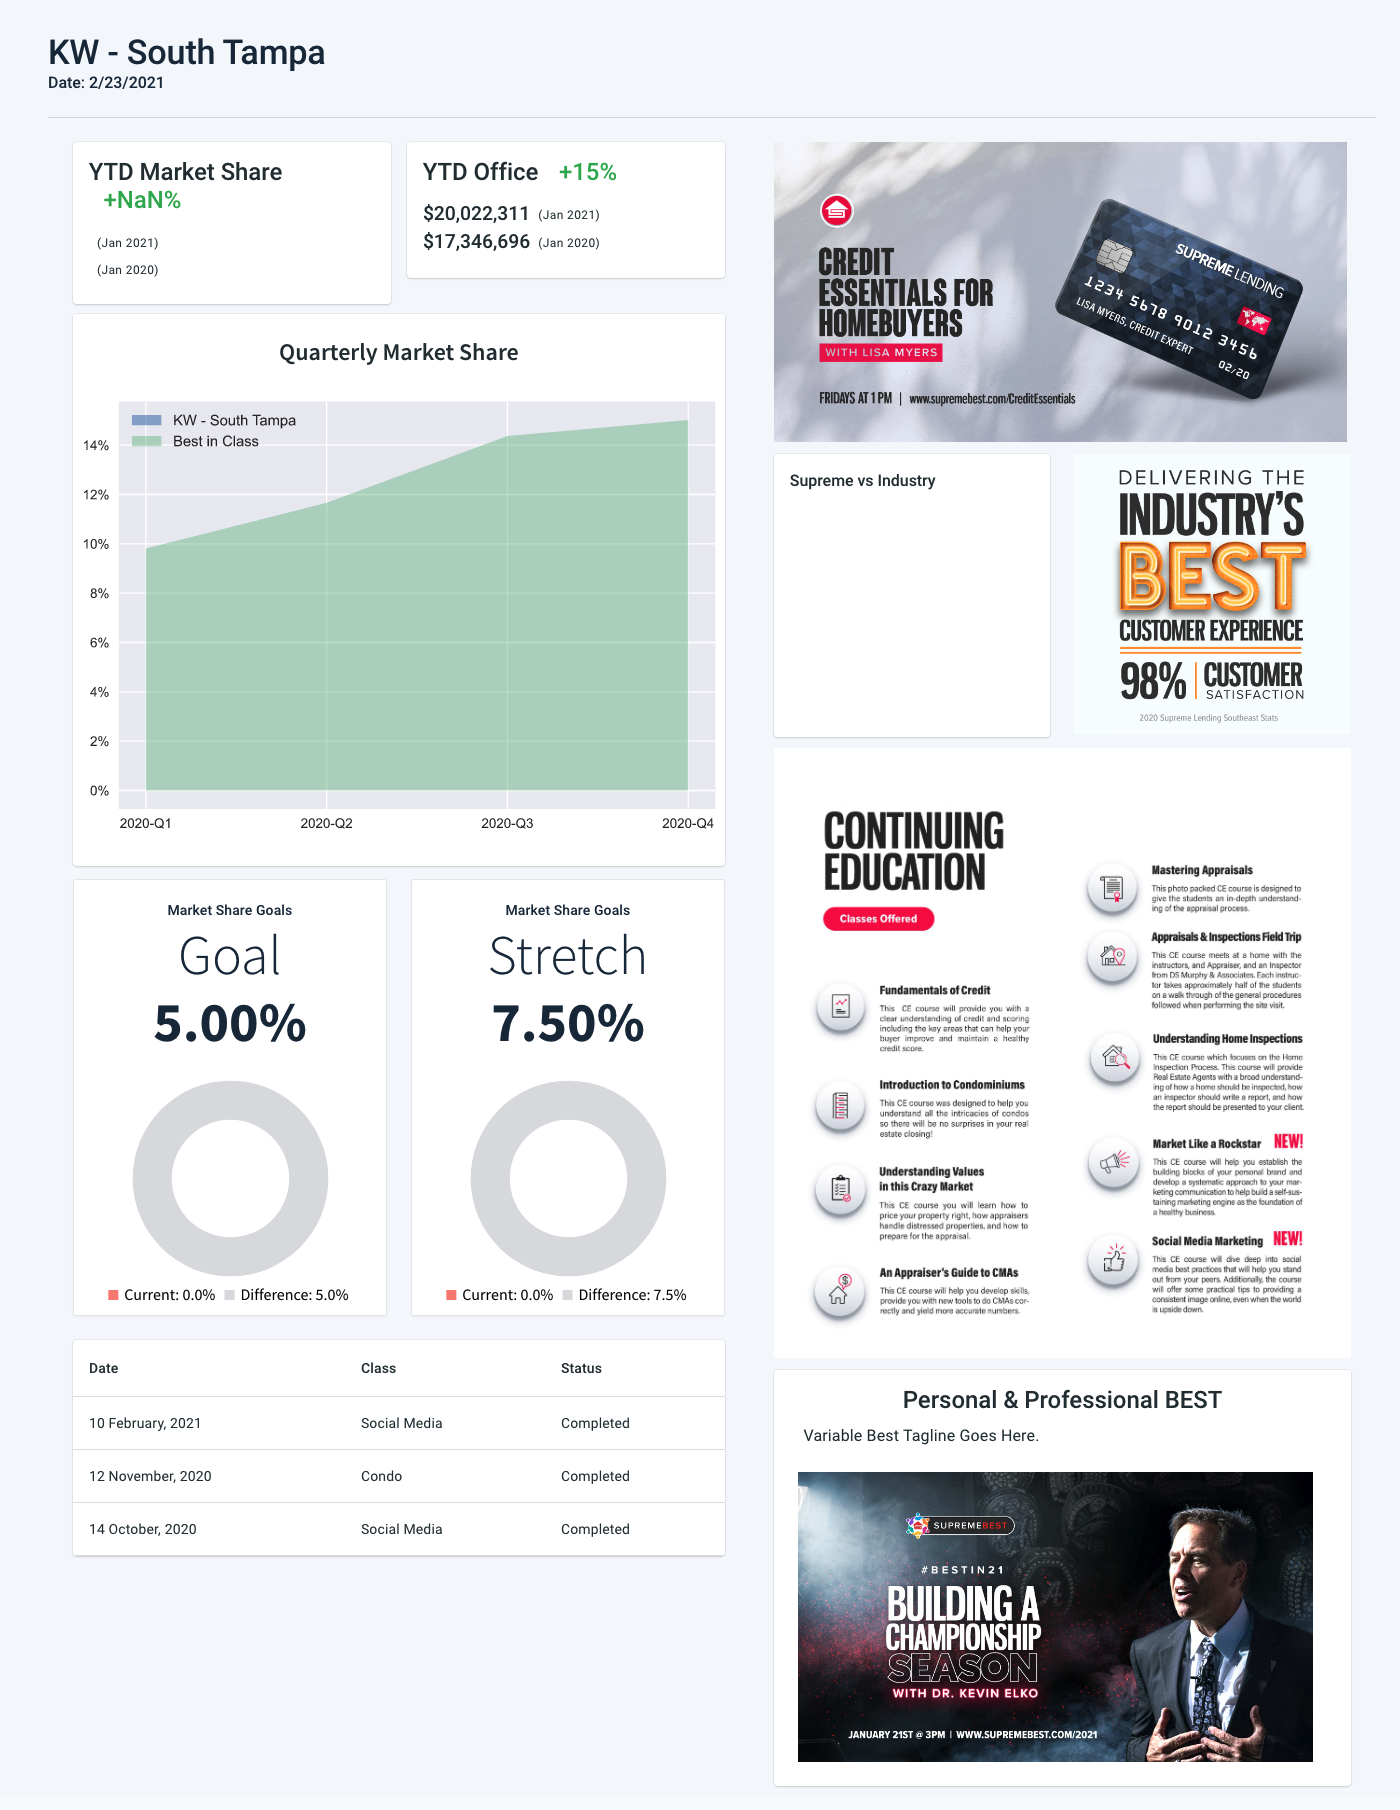 KW - South Tampa
Date: 2/23/2021
YTD Market Share
+NaN%
(Jan 2021)
(Jan 2020)
YTD Office +15%
$20,022,311 (Jan 2021)
$17,346,696 (Jan 2020)
Quarterly Market Share
KW - South Tampa
Best in Class
14%
12%
10%
8%
6%
4%
2%
0%
2020-Q1 2020-Q2 2020-Q3 2020-Q4
Market Share Goals
Goal
5.00%
Current: 0.0% Difference: 5.0%
Market Share Goals
Stretch
7.50%
Current: 0.0% Difference: 7.5%
Date Class Status
10 February, 2021 Social Media Completed
12 November, 2020 Condo Completed
14 October, 2020 Social Media Completed
CREDIT
ESSENTIALS FOR
HOMEBUYERS
WITH LISA MYERS
FRIDAYS AT 1 PM | www.supremebest.com/CreditEssentials
SUPREME LENDING
1234 5678 9012 3456
LISA MYERS, CREDIT EXPERT
02/20
Supreme vs Industry
DELIVERING THE
INDUSTRY'S
BEST
CUSTOMER EXPERIENCE
98% CUSTOMER
SATISFACTION
2020 Supreme Lending Southeast Stats
CONTINUING
EDUCATION
Classes Offered
Fundamentals of Credit
This CE course will provide you with a
clear understanding of credit and scoring
including the key areas that can help your
buyer improve and maintain a healthy
credit score.
Introduction to Condominiums
This CE course was designed to help you
understand all the intricacies of condos
so there will be no surprises in your real
estate closing!
Understanding Values
in this Crazy Market
This CE course you will learn how to
price your property right, how appraisers
handle distressed properties, and how to
prepare for the appraisal.
An Appraiser's Guide to CMAs
This CE course will help you develop skills,
provide you with new tools to do CMAs cor-
rectly and yield more accurate numbers.
Mastering Appraisals
This photo packed CE course is designed to
give the students an in-depth understand-
ing of the appraisal process.
Appraisals & Inspections Field Trip
This CE course meets at a home with the
instructors, and Appraiser, and an Inspector
from DS Murphy & Associates. Each instruc-
tor takes approximately half of the students
on a walk through of the general procedures
followed when performing the site visit.
Understanding Home Inspections
This CE course which focuses on the Home
Inspection Process. This course will provide
Real Estate Agents with a broad understand-
ing of how a home should be inspected, how
an inspector should write a report, and how
the report should be presented to your client.
Market Like a Rockstar NEW!
This CE course will help you establish the
building blocks of your personal brand and
develop a systematic approach to your mar-
keting communication to help build a self-sus-
taining marketing engine as the foundation of
a healthy business.
Social Media Marketing NEW!
This CE course will dive deep into social
media best practices that will help you stand
out from your peers. Additionally, the course
will offer some practical tips to providing a
consistent image online, even when the world
is upside down.
Personal & Professional BEST
Variable Best Tagline Goes Here.
SUPREMEBEST
#BESTIN21
BUILDING A
CHAMPIONSHIP
SEASON
WITH DR. KEVIN ELKO
JANUARY 21ST @ 3PM | WWW.SUPREMEBEST.COM/2021